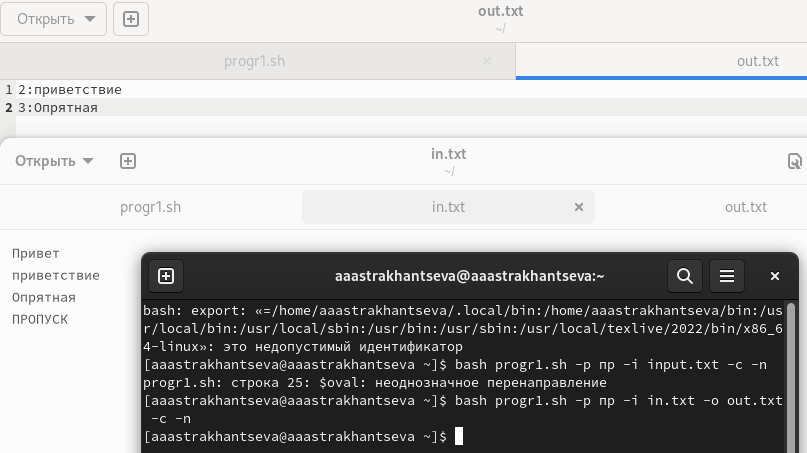 Открыть
out.txt
~/
progr1.sh
out.txt
1 2:приветствие
2 3:Опрятная
Открыть
in.txt
~/
progr1.sh
in.txt
out.txt
Привет
приветствие
Опрятная
ПРОПУСК
aaastrakhantseva@aaastrakhantseva:~
bash: export: «=/home/aaastrakhantseva/.local/bin:/home/aaastrakhantseva/bin:/us
r/local/bin:/usr/local/sbin:/usr/bin:/usr/sbin:/usr/local/texlive/2022/bin/x86_6
4-linux»: это недопустимый идентификатор
[aaastrakhantseva@aaastrakhantseva ~]$ bash progr1.sh -p пр -i input.txt -c -n
progr1.sh: строка 25: $oval: неоднозначное перенаправление
[aaastrakhantseva@aaastrakhantseva ~]$ bash progr1.sh -p пр -i in.txt -o out.txt
-c -n
[aaastrakhantseva@aaastrakhantseva ~]$